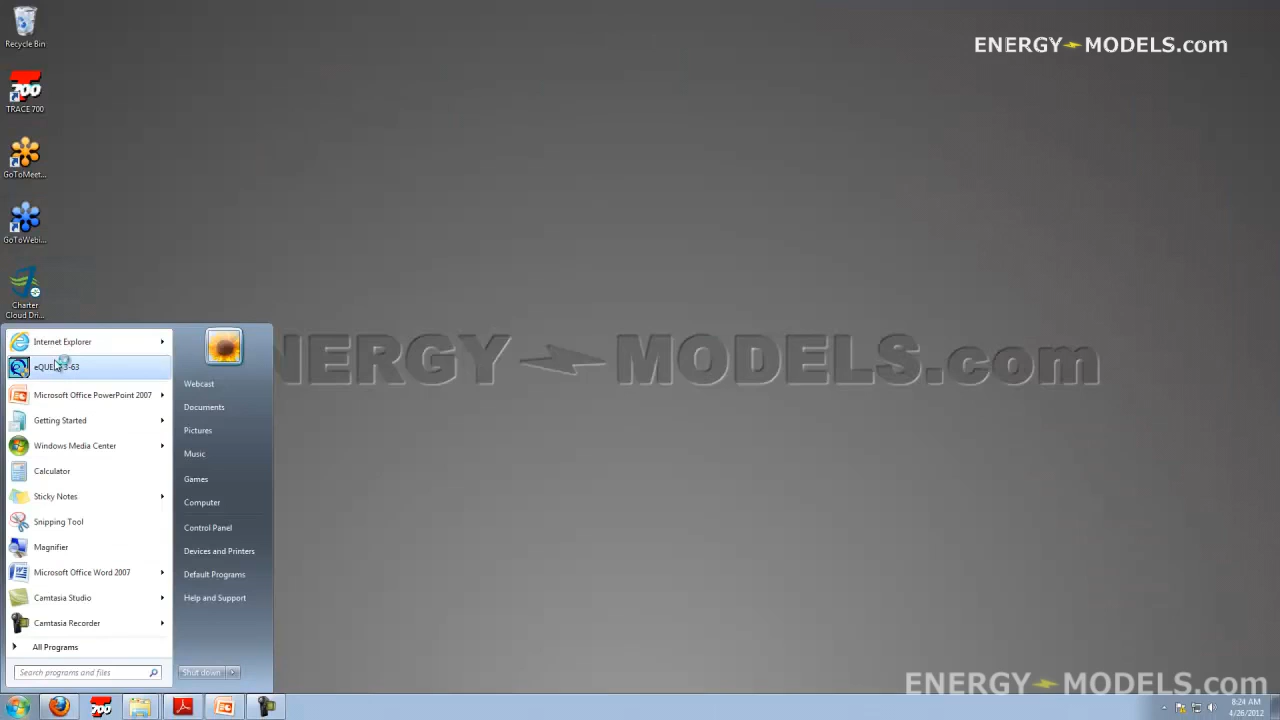 Recycle Bin
TRACE 700
GoToMeet...
GoToWebi...
Charter
Cloud Dri...
ENERGY MODELS.com
ENERGY MODELS.com
Internet Explorer
Microsoft Office PowerPoint 2007
Getting Started
Windows Media Center
Calculator
Sticky Notes
Snipping Tool
Magnifier
Microsoft Office Word 2007
Camtasia Studio
Camtasia Recorder
All Programs
Search programs and files
Webcast
Documents
Pictures
Music
Games
Computer
Control Panel
Devices and Printers
Default Programs
Help and Support
Shut down
ENERGY MODELS.com
700
8:24 AM
4/26/2012